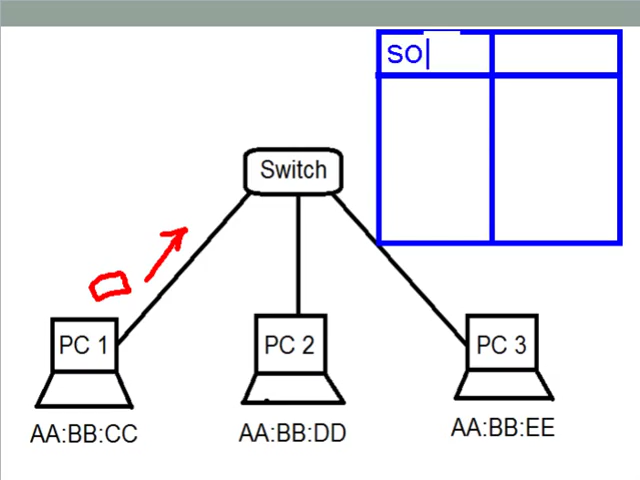 so
Switch
PC 1
PC 2
PC 3
AA:BB:CC
AA:BB:DD
AA:BB:EE